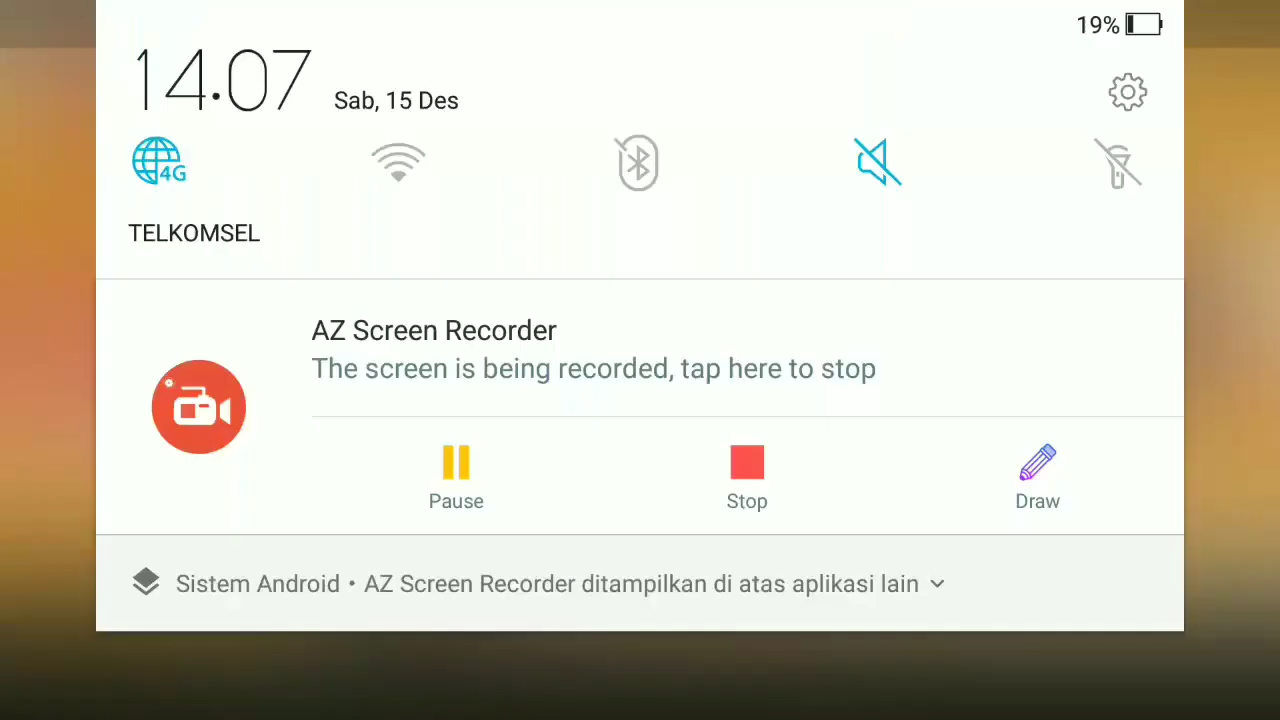 19%
14.07 Sab, 15 Des
4G
TELKOMSEL
AZ Screen Recorder
The screen is being recorded, tap here to stop
Pause Stop Draw
Sistem Android • AZ Screen Recorder ditampilkan di atas aplikasi lain